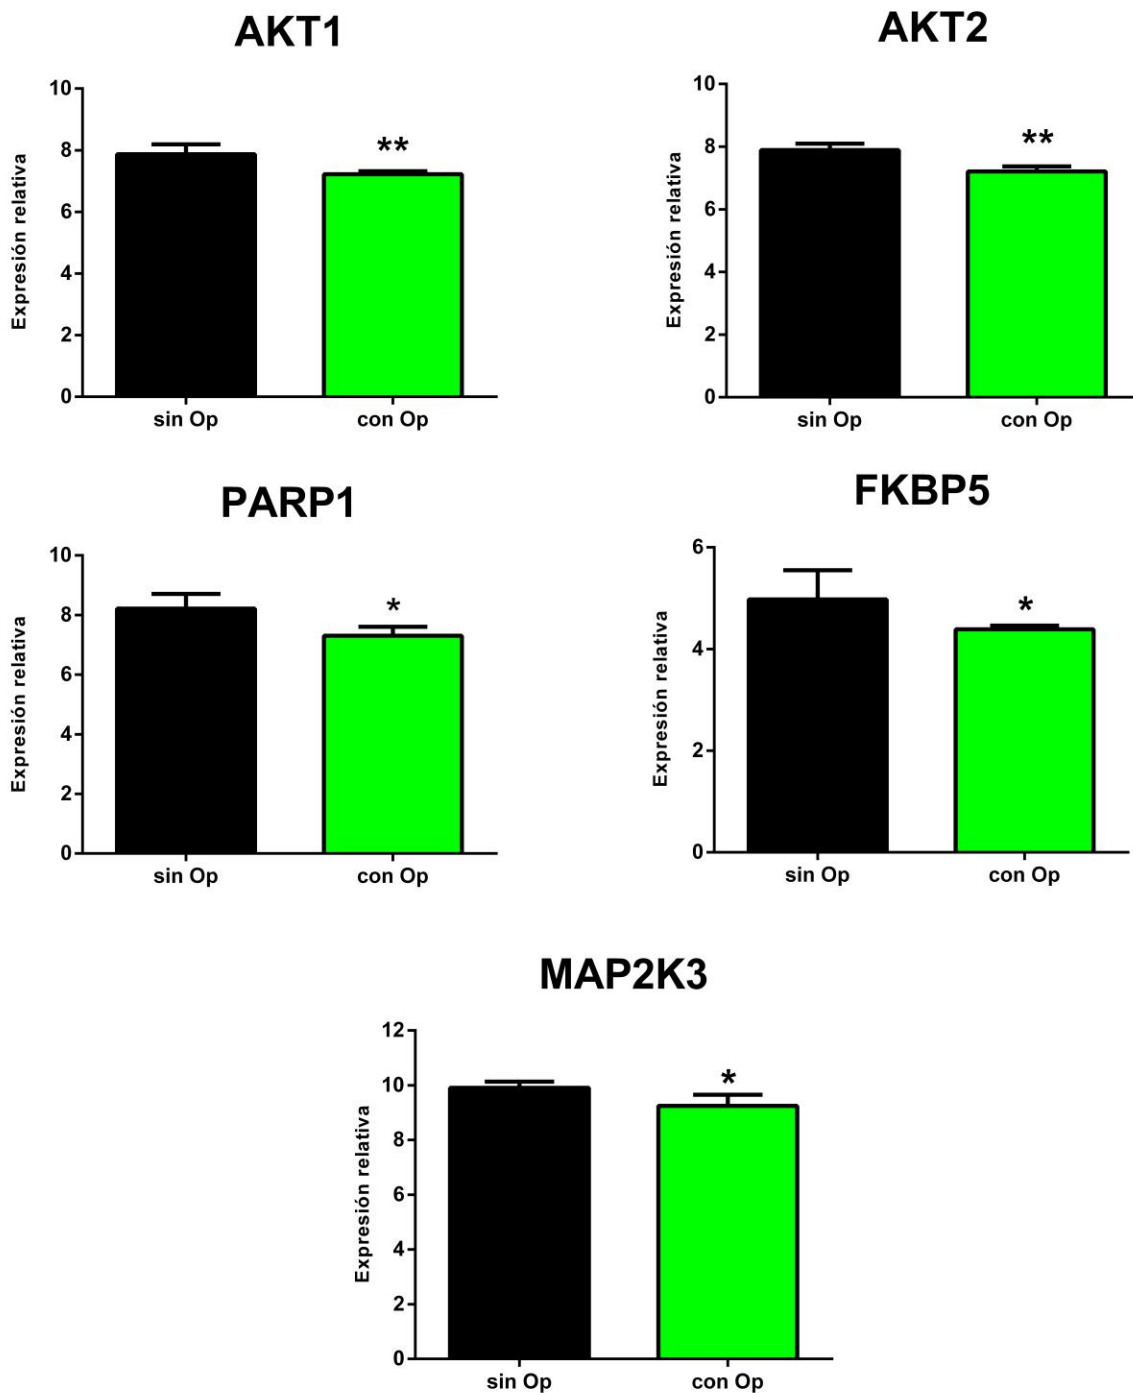 AKT1
10
8
6
4
2
0
Expresión relativa
**
sin Op
con Op
AKT2
10
8
6
4
2
0
Expresión relativa
**
sin Op
con Op
PARP1
10
8
6
4
2
0
Expresión relativa
*
sin Op
con Op
FKBP5
6
4
2
0
Expresión relativa
*
sin Op
con Op
MAP2K3
12
10
8
6
4
2
0
Expresión relativa
*
sin Op
con Op